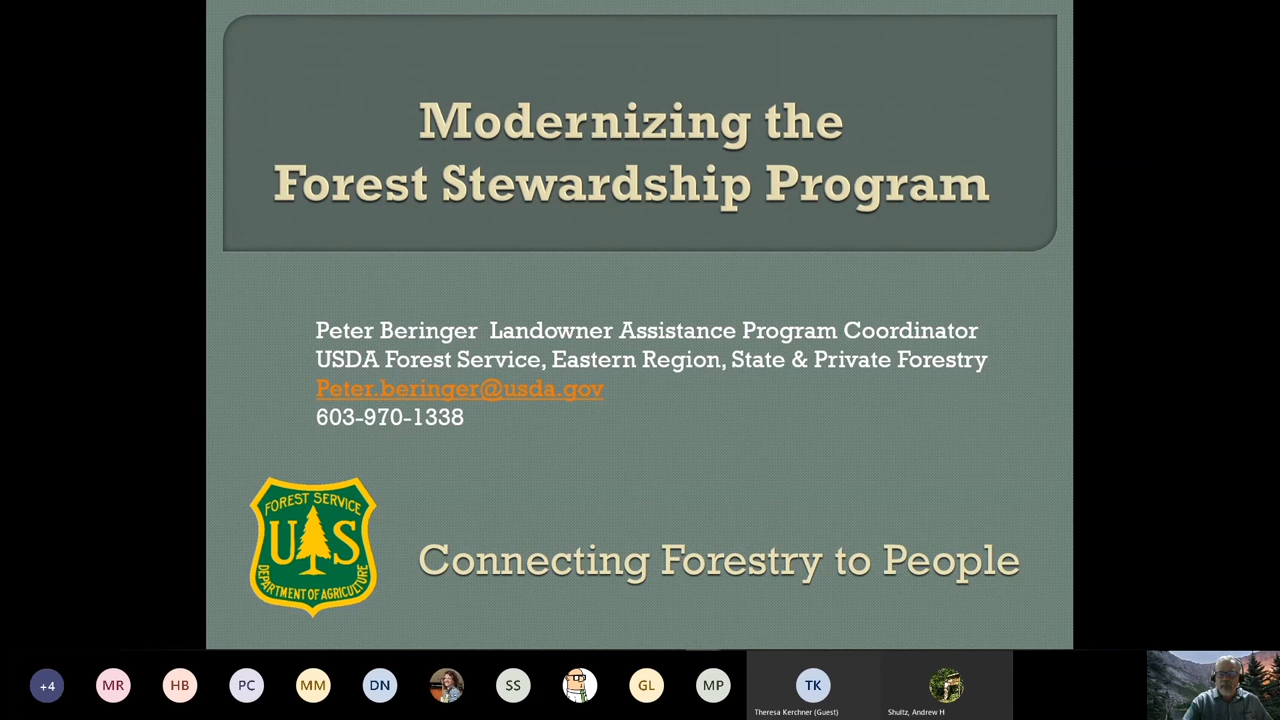 Modernizing the
Forest Stewardship Program
Peter Beringer  Landowner Assistance Program Coordinator
USDA Forest Service, Eastern Region, State & Private Forestry
Peter.beringer@usda.gov
603-970-1338
FOREST SERVICE
U S
DEPARTMENT OF AGRICULTURE
Connecting Forestry to People
+4 MR HB PC MM DN SS GL MP TK
Theresa Kerchner (Guest) Shultz, Andrew H